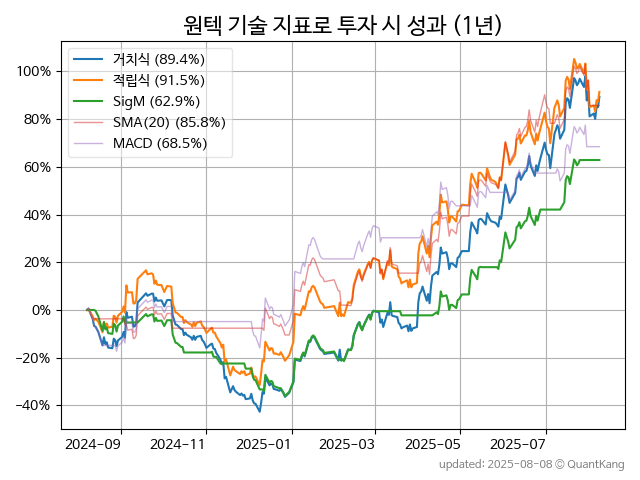 원텍 기술 지표로 투자 시 성과 (1년)
거치식 (89.4%)
적립식 (91.5%)
SigM (62.9%)
SMA(20) (85.8%)
MACD (68.5%)
100%
80%
60%
40%
20%
0%
−20%
−40%
2024-09
2024-11
2025-01
2025-03
2025-05
2025-07
updated: 2025-08-08 © QuantKang